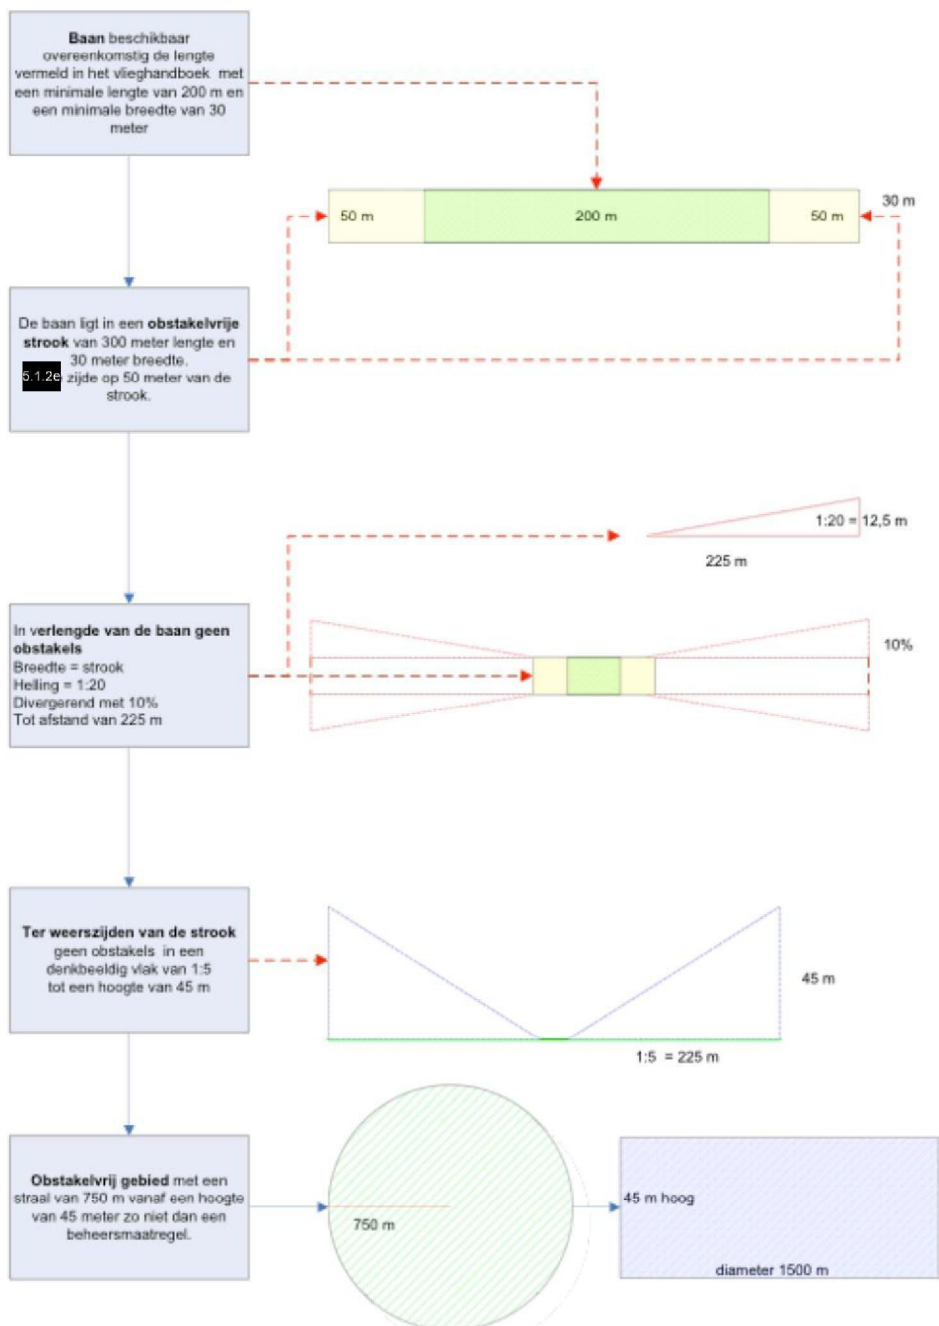 Baan beschikbaar
overeenkomstig de lengte
vermeld in het vlieghandboek met
een minimale lengte van 200 m en
een minimale breedte van 30
meter
50 m
200 m
50 m
30 m
De baan ligt in een obstakelvrije
strook van 300 meter lengte en
30 meter breedte.
5.1.2e zijde op 50 meter van de
strook.
1:20 = 12,5 m
225 m
In verlengde van de baan geen
obstakels
Breedte = strook
Helling = 1:20
Divergerend met 10%
Tot afstand van 225 m
10%
Ter weerszijden van de strook
geen obstakels in een
denkbeeldig vlak van 1:5
tot een hoogte van 45 m
45 m
1:5 = 225 m
Obstakelvrij gebied met een
straal van 750 m vanaf een hoogte
van 45 meter zo niet dan een
beheersmaatregel.
750 m
45 m hoog
diameter 1500 m